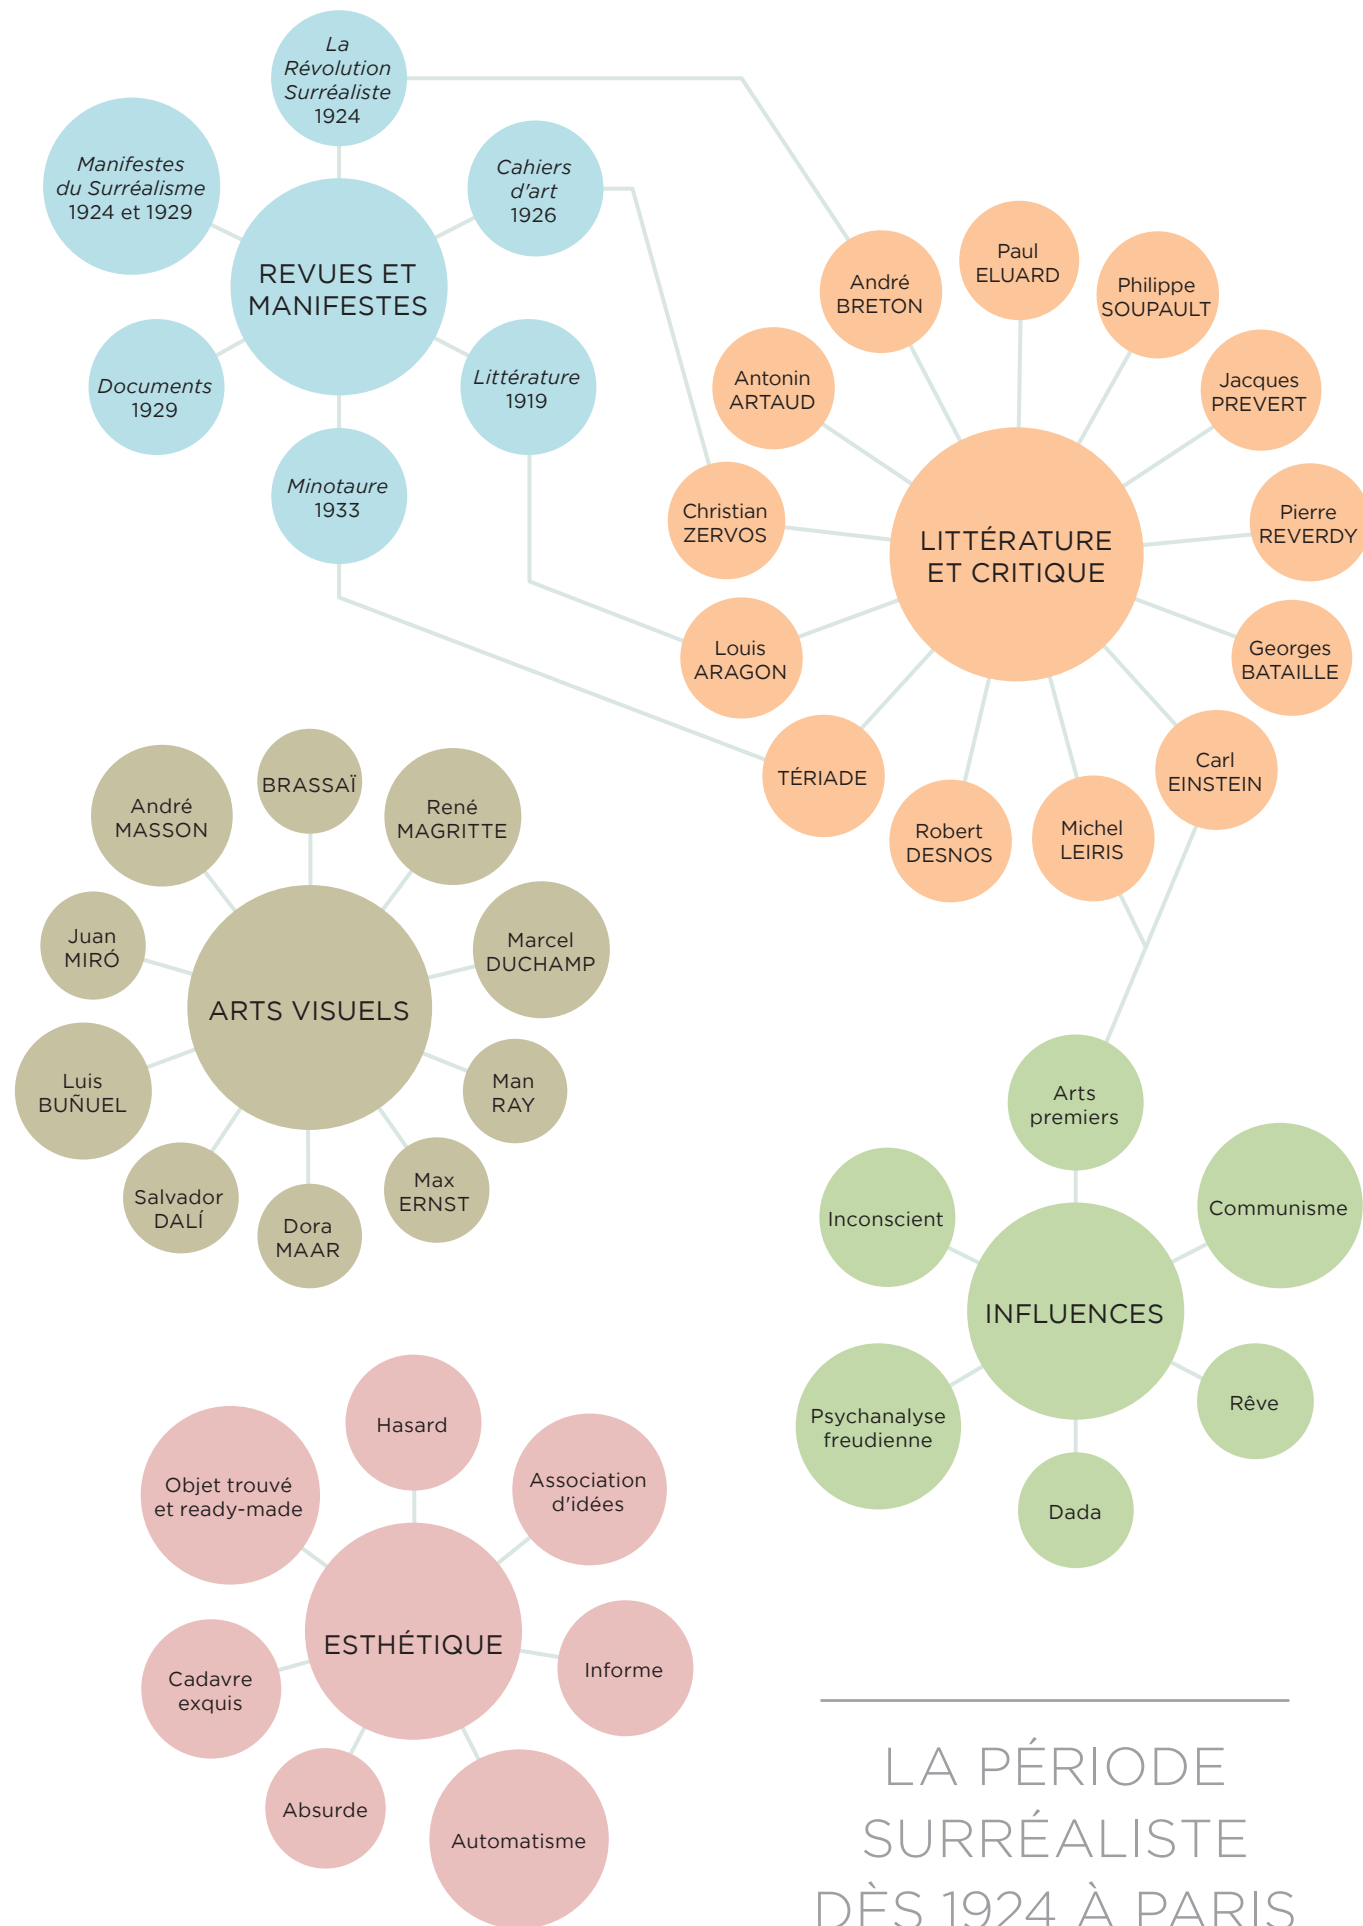 La
Révolution
Surréaliste
1924
Manifestes
du Surréalisme
1924 et 1929
Cahiers
d'art
1926
REVUES ET
MANIFESTES
Documents
1929
Littérature
1919
Minotaure
1933
André
BRETON
Paul
ELUARD
Philippe
SOUPAULT
Antonin
ARTAUD
Jacques
PREVERT
Christian
ZERVOS
LITTÉRATURE
ET CRITIQUE
Pierre
REVERDY
Louis
ARAGON
Georges
BATAILLE
TÉRIADE
Robert
DESNOS
Michel
LEIRIS
Carl
EINSTEIN
André
MASSON
BRASSAÏ
René
MAGRITTE
Juan
MIRÓ
Marcel
DUCHAMP
ARTS VISUELS
Luis
BUÑUEL
Man
RAY
Salvador
DALÍ
Dora
MAAR
Max
ERNST
Arts
premiers
Inconscient
Communisme
INFLUENCES
Psychanalyse
freudienne
Rêve
Dada
Hasard
Objet trouvé
et ready-made
Association
d'idées
ESTHÉTIQUE
Cadavre
exquis
Informe
Absurde
Automatisme
LA PÉRIODE
SURRÉALISTE
DÈS 1924 À PARIS